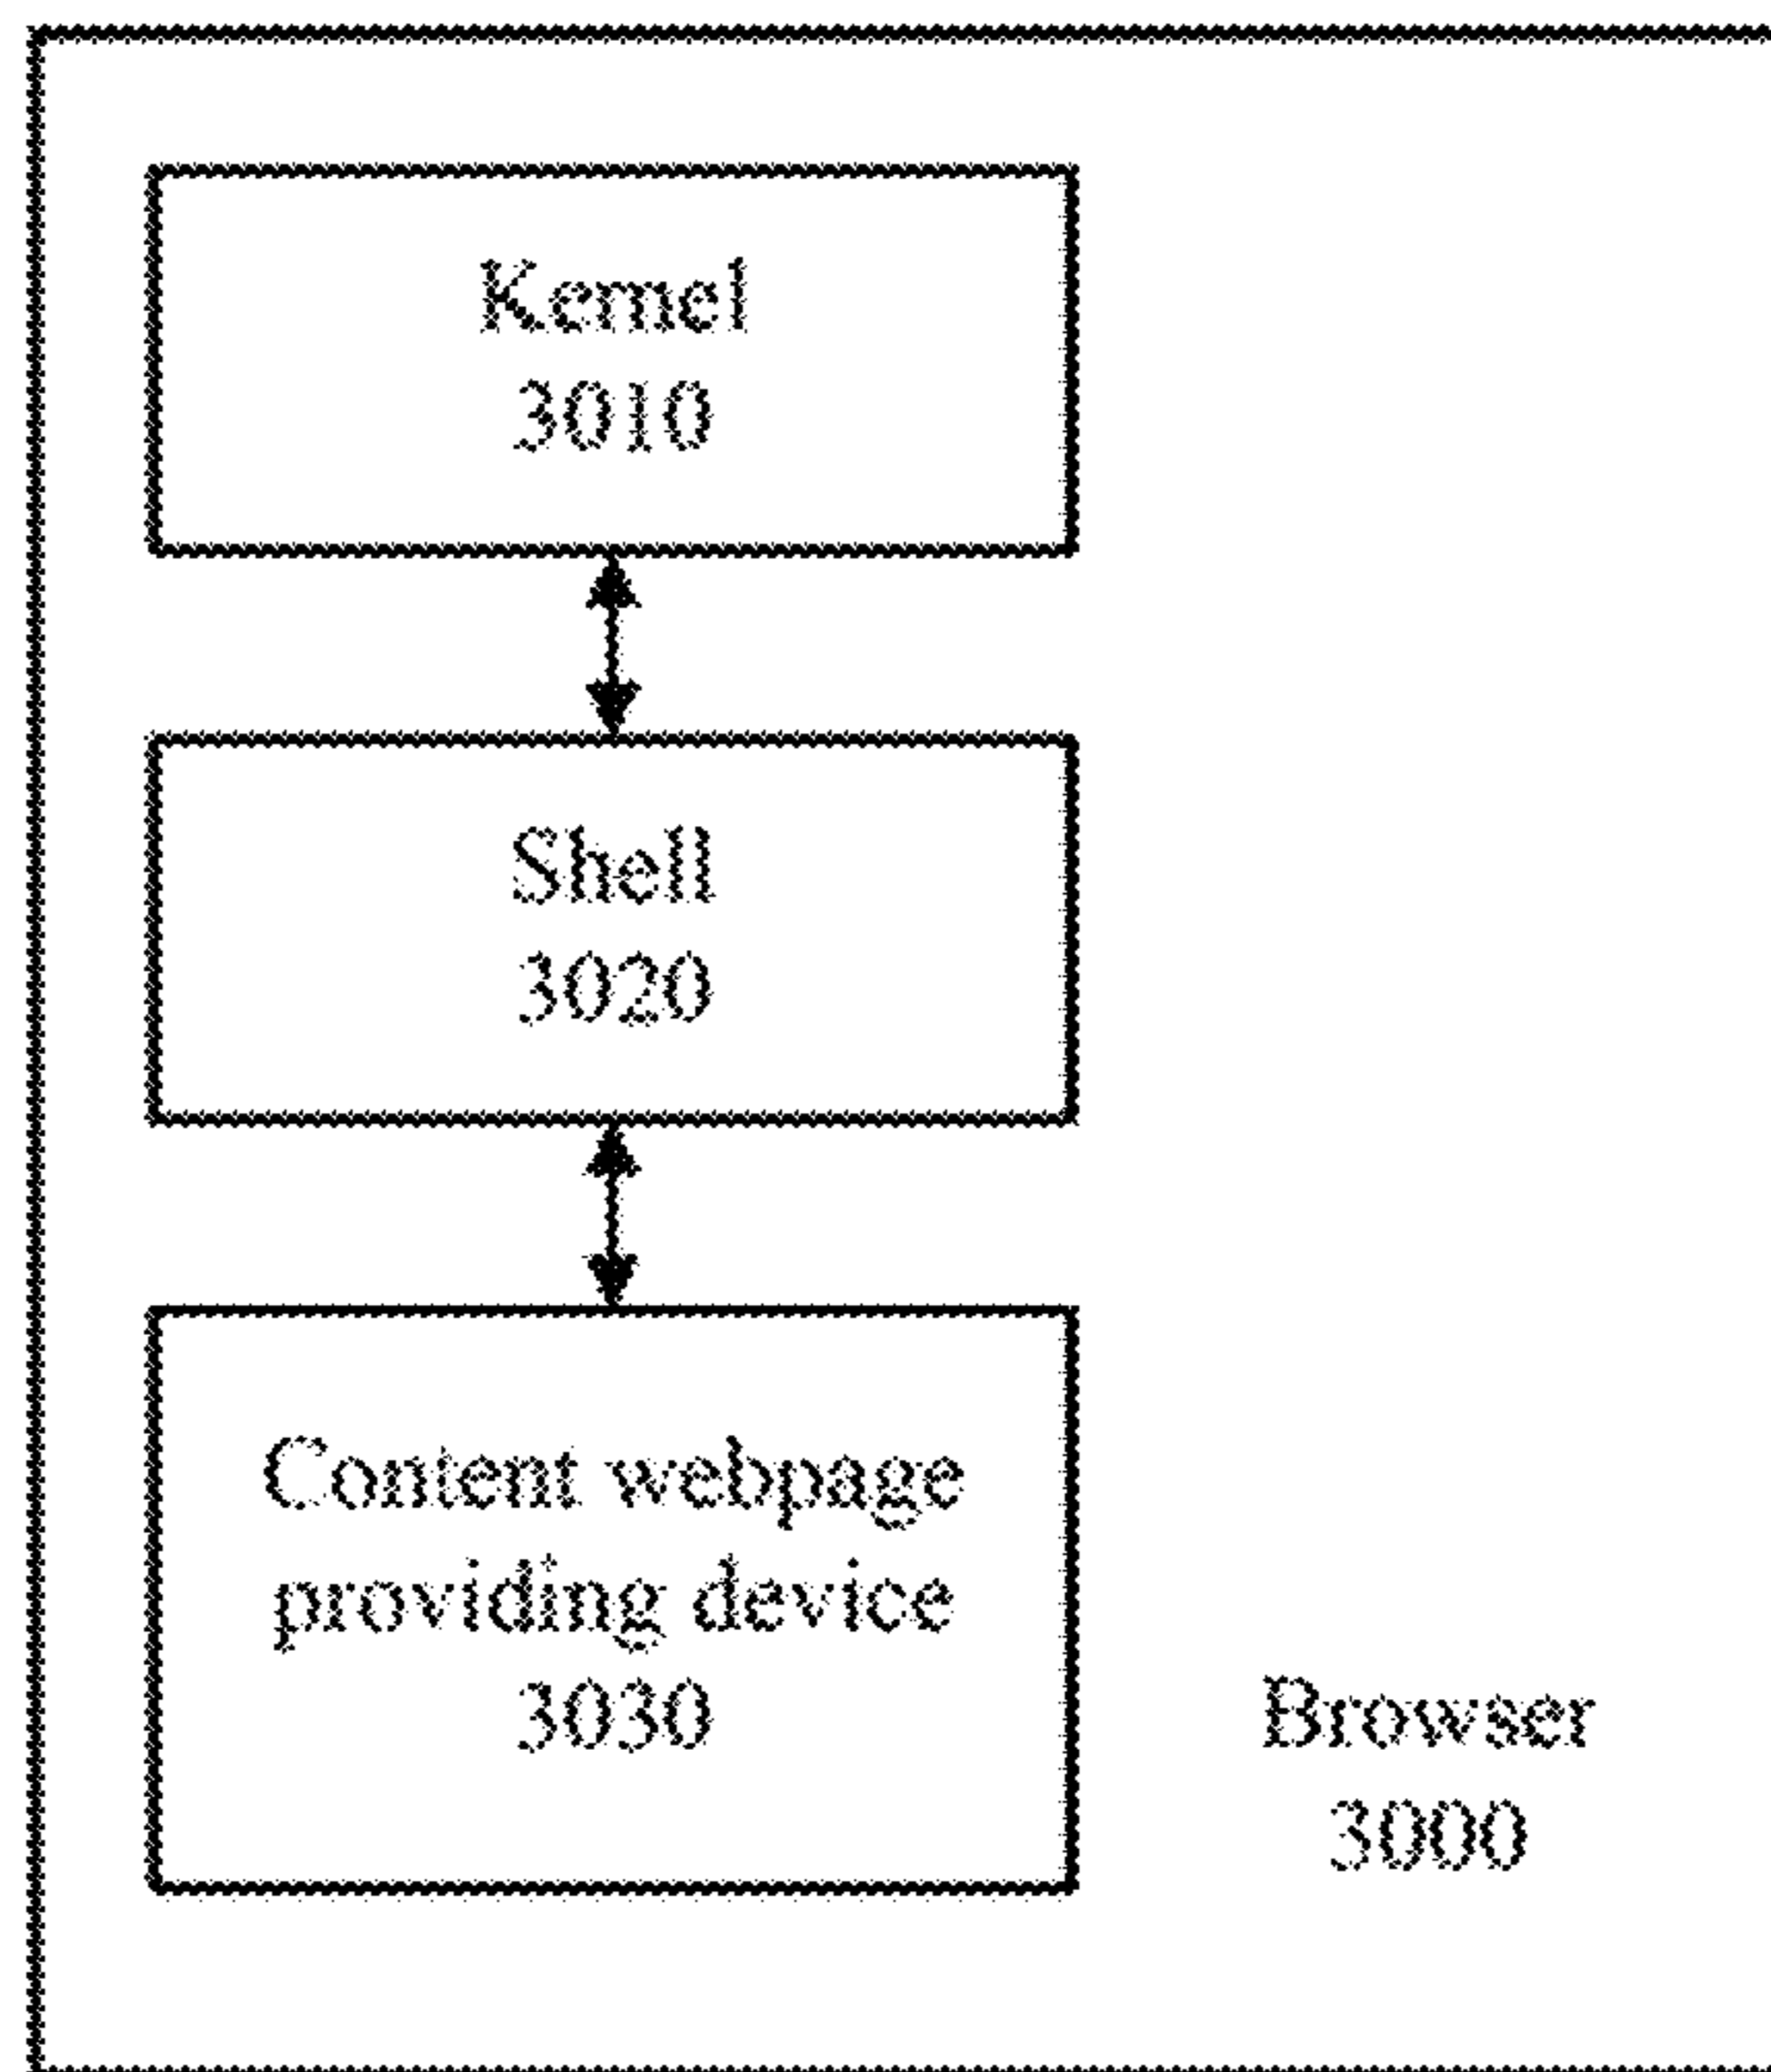 Kernel
3010
Shell
3020
Content webpage
providing device
3030
Browser
3000